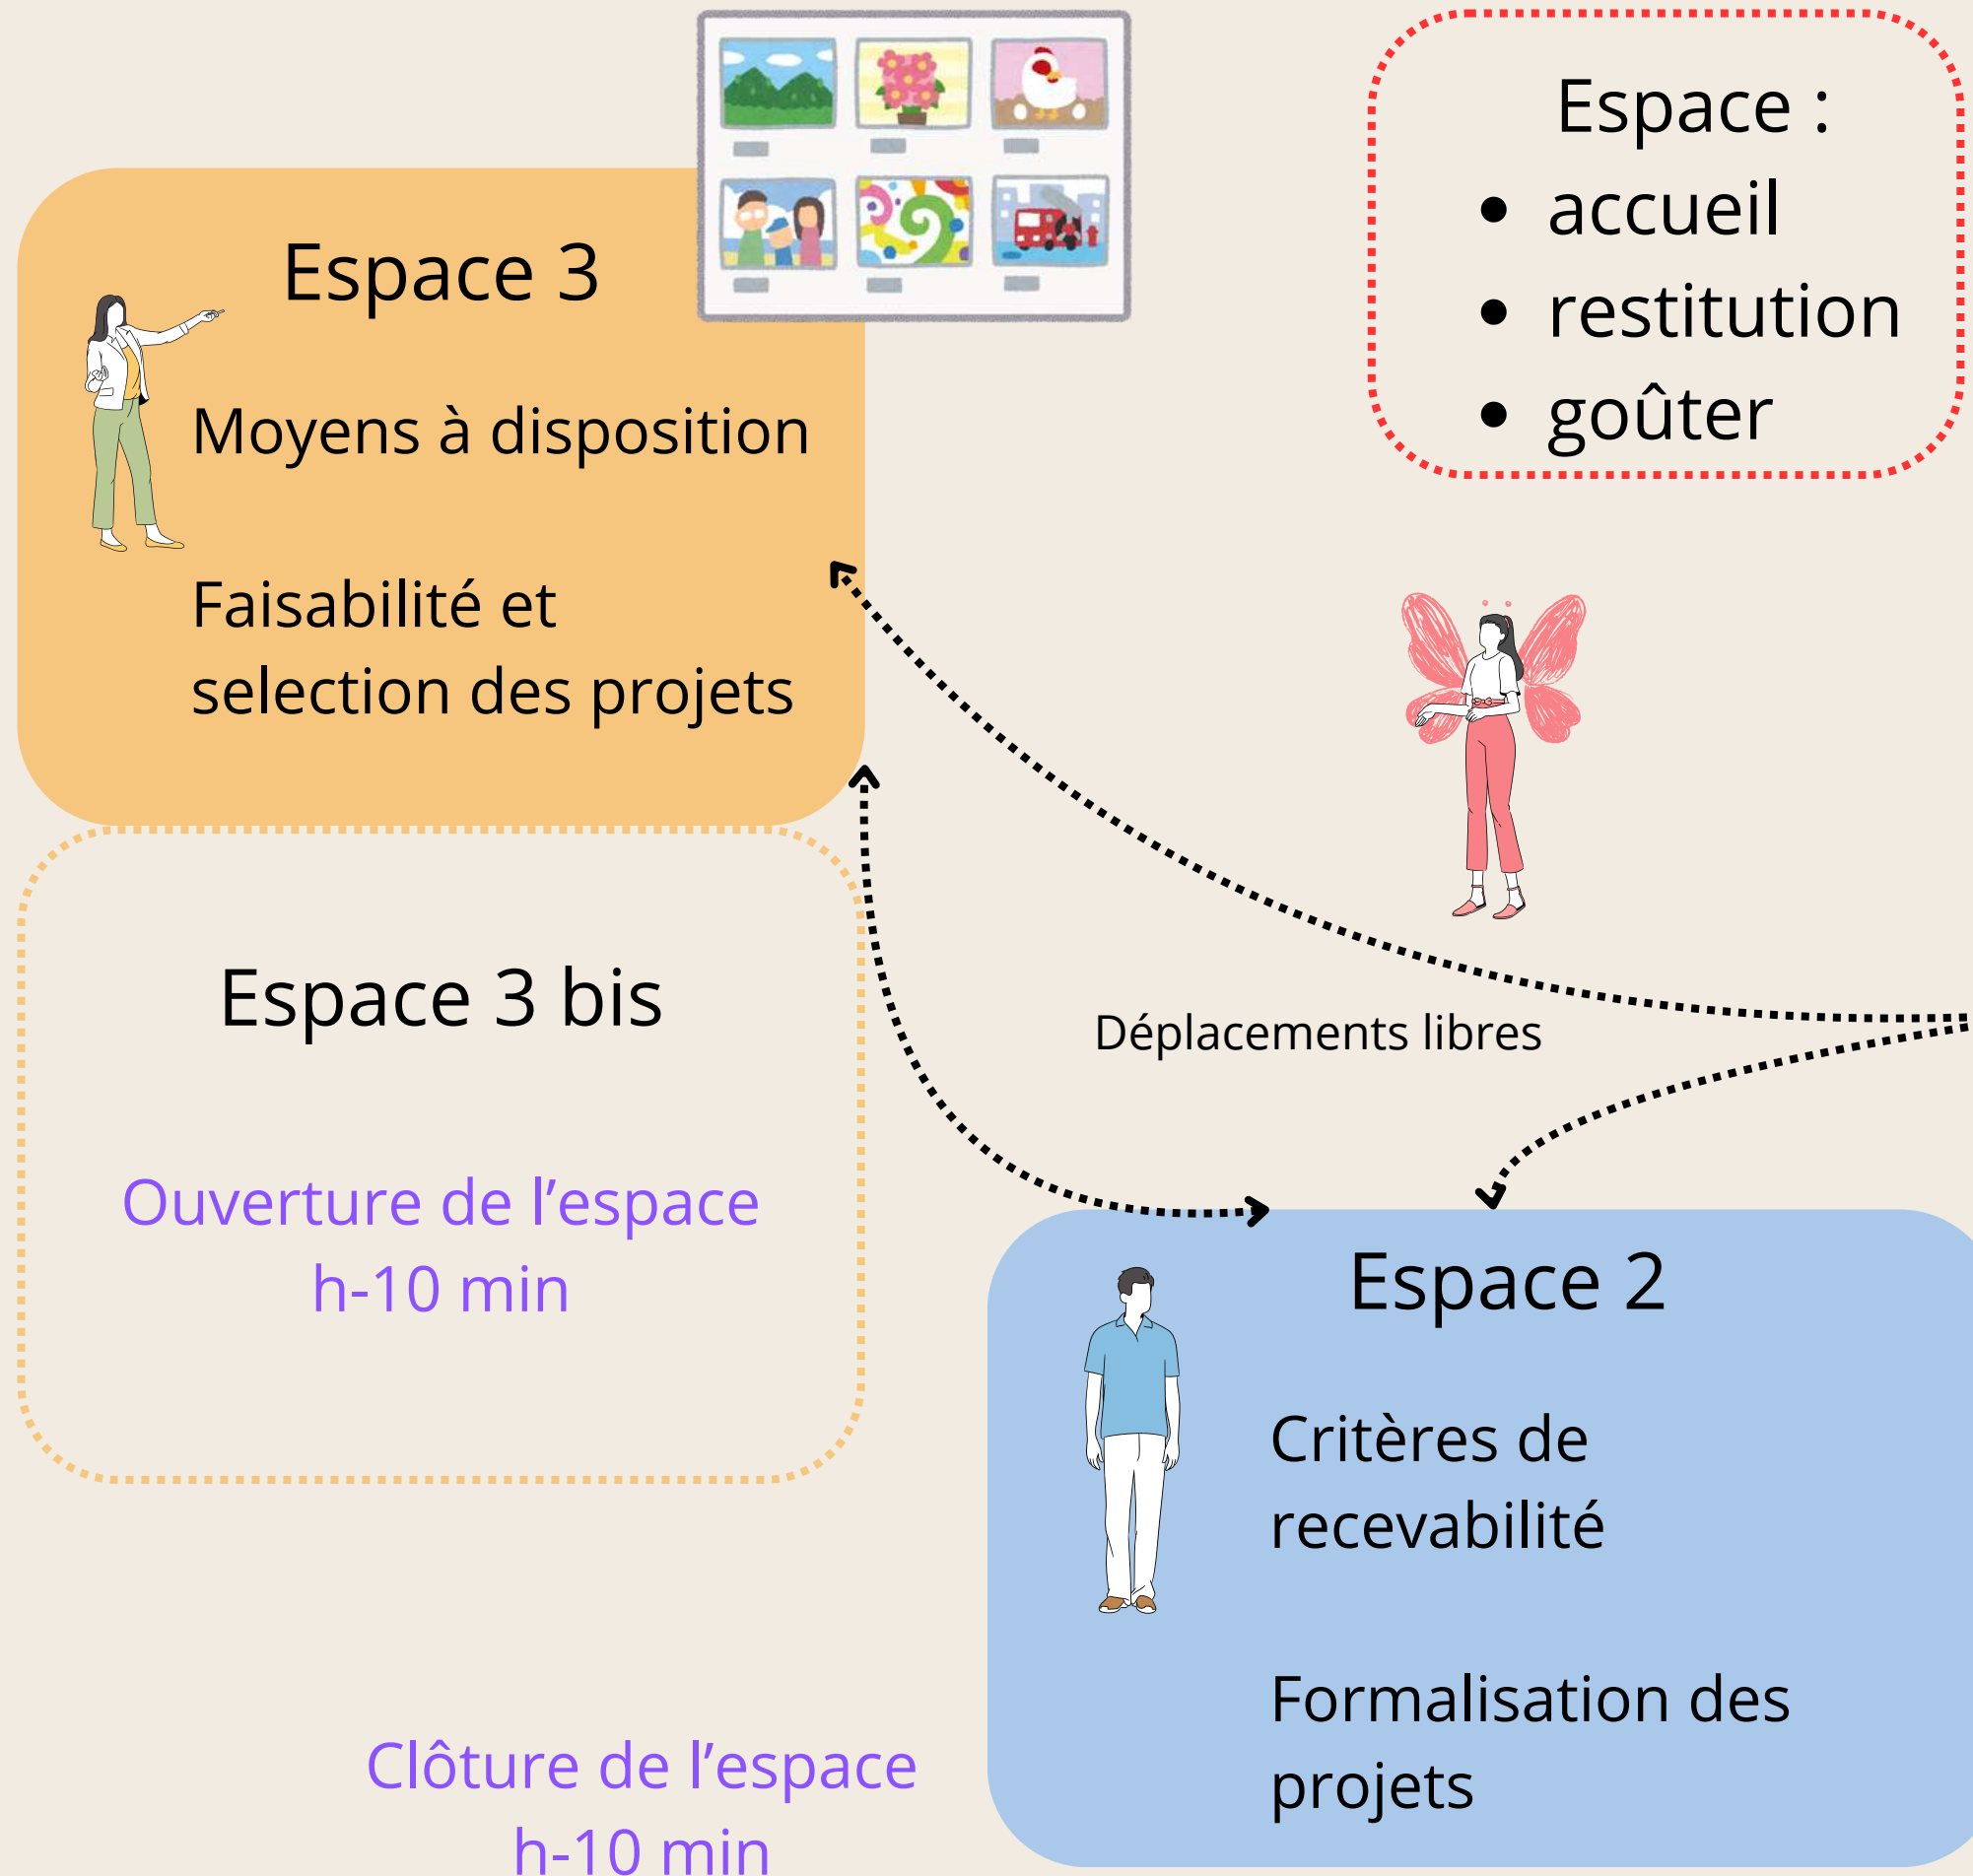 Espace :
• accueil
• restitution
• goûter
Espace 3
Moyens à disposition
Faisabilité et
selection des projets
Espace 3 bis
Ouverture de l’espace
h-10 min
Déplacements libres
Espace 2
Critères de
recevabilité
Formalisation des
projets
Clôture de l’espace
h-10 min